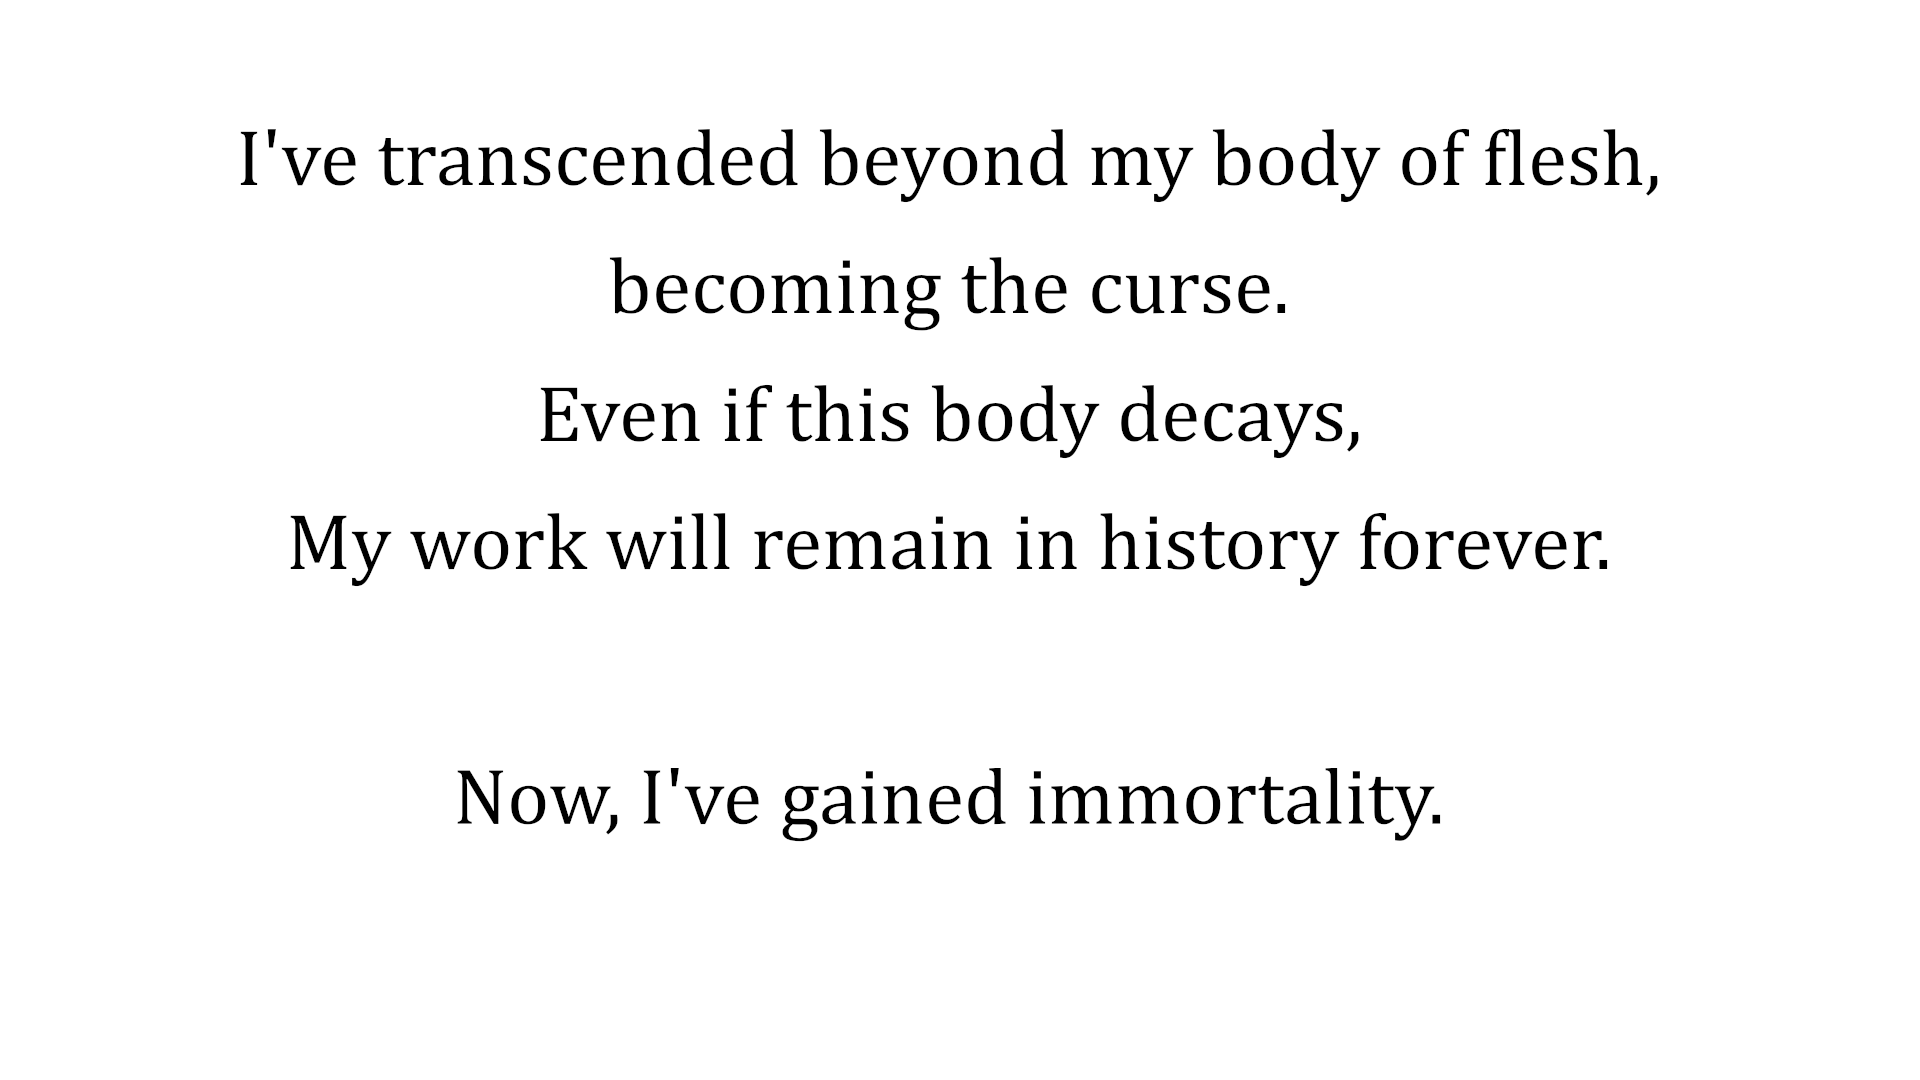 I've transcended beyond my body of flesh,
becoming the curse.
Even if this body decays,
My work will remain in history forever.
Now, I've gained immortality.